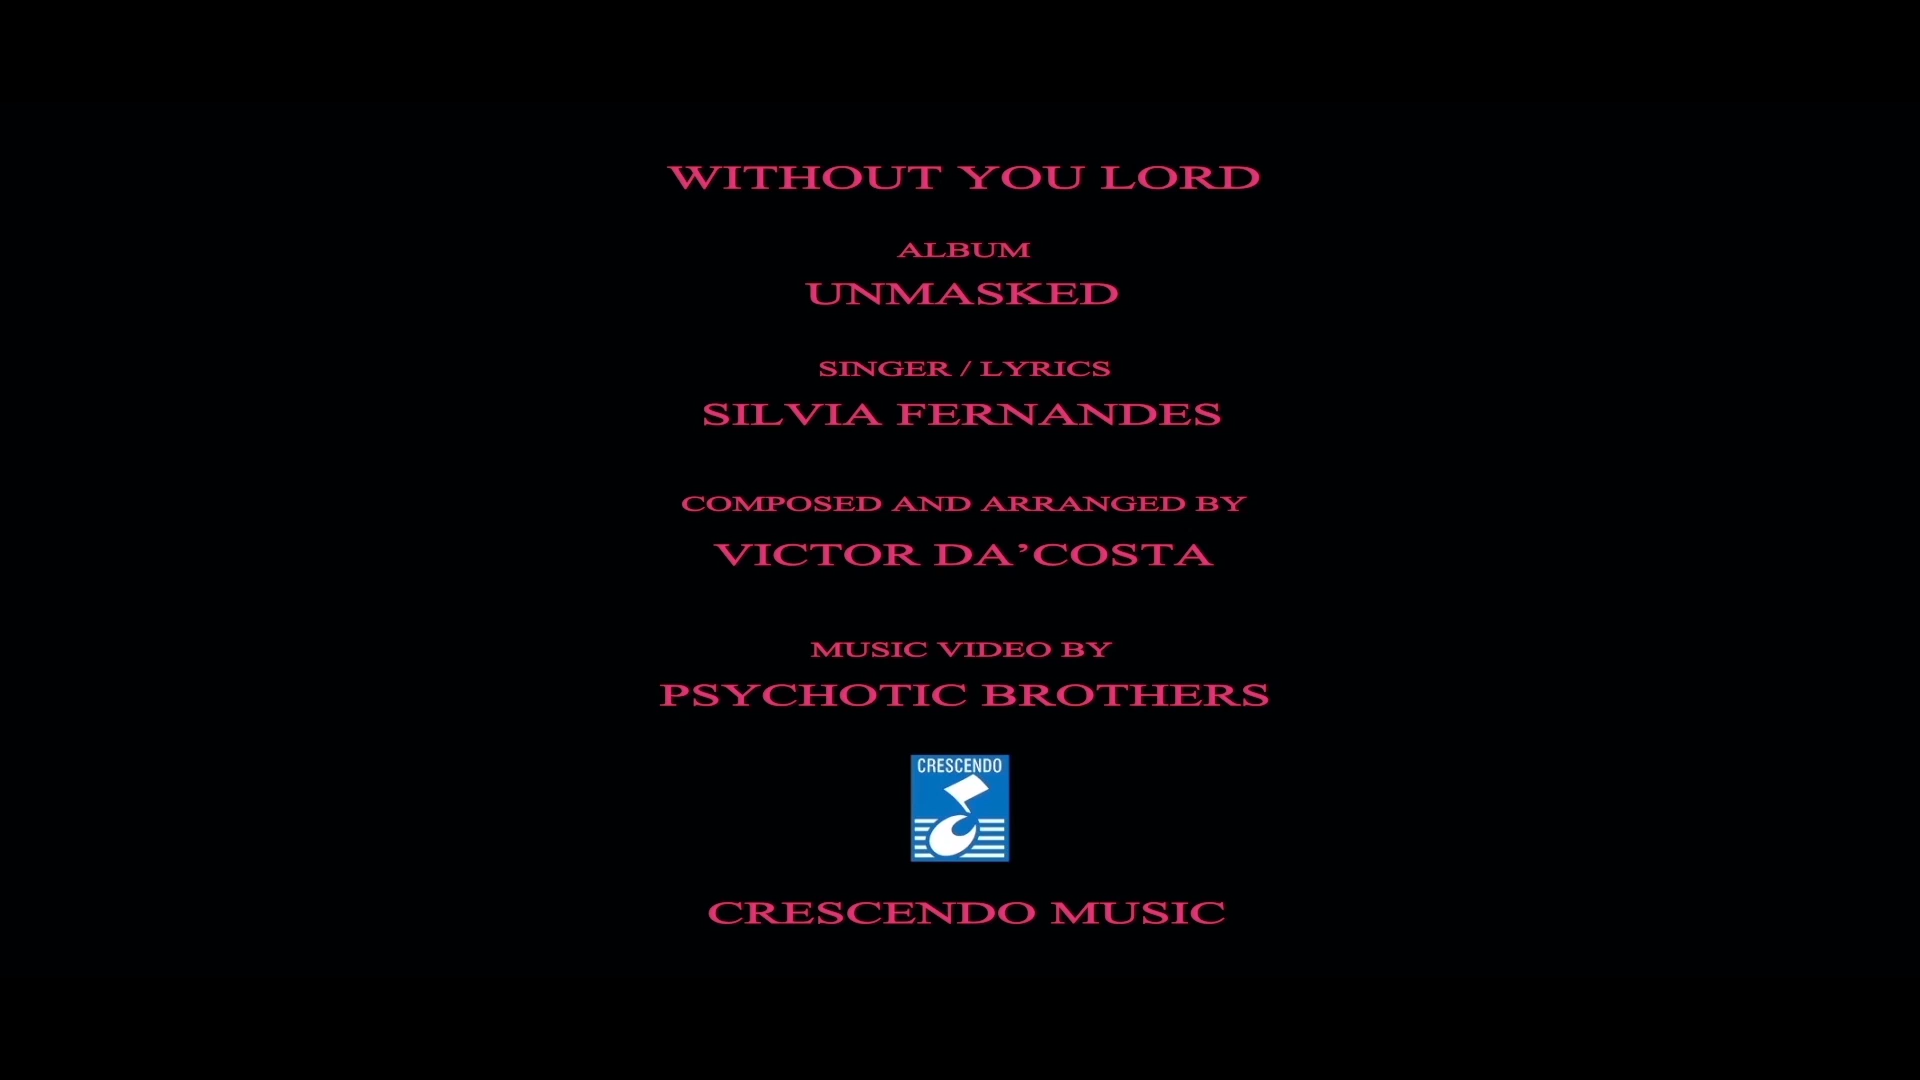 WITHOUT YOU LORD
ALBUM
UNMASKED
SINGER / LYRICS
SILVIA FERNANDES
COMPOSED AND ARRANGED BY
VICTOR DA’COSTA
MUSIC VIDEO BY
PSYCHOTIC BROTHERS
CRESCENDO
CRESCENDO MUSIC